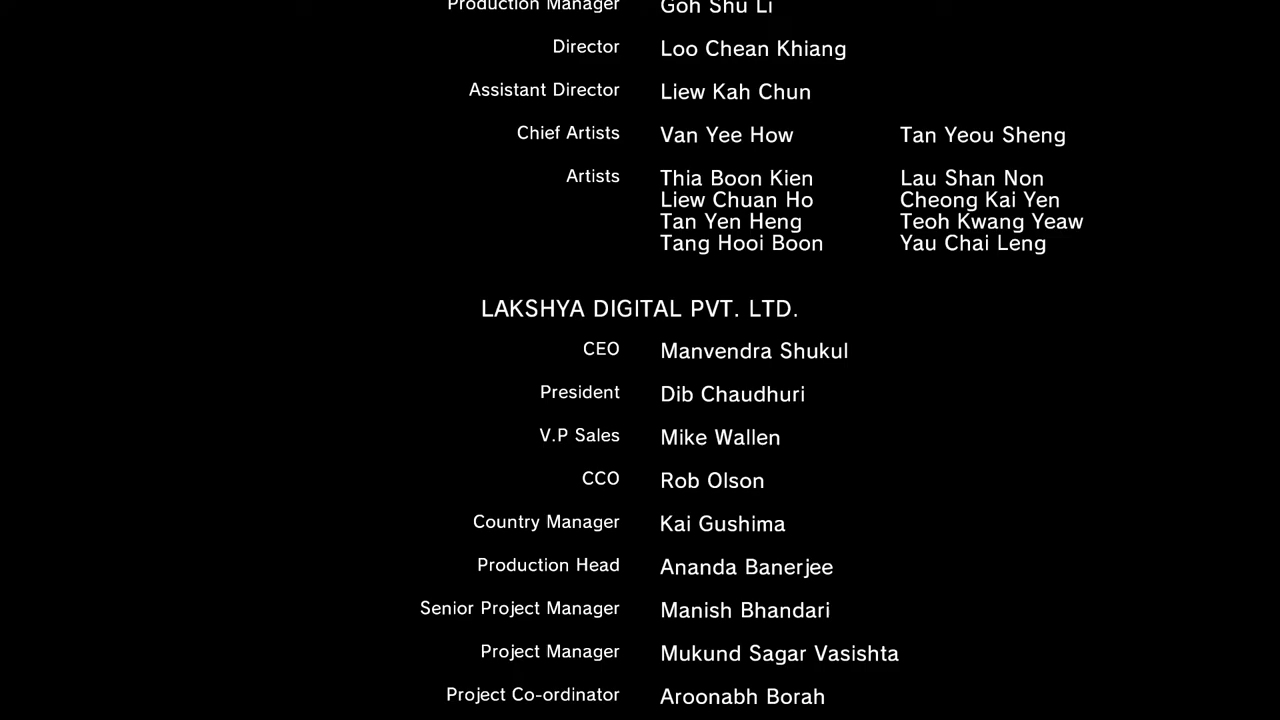 Production Manager Goh Shu Li
Director Loo Chean Khiang
Assistant Director Liew Kah Chun
Chief Artists Van Yee How Tan Yeou Sheng
Artists Thia Boon Kien Lau Shan Non
Liew Chuan Ho Cheong Kai Yen
Tan Yen Heng Teoh Kwang Yeaw
Tang Hooi Boon Yau Chai Leng
LAKSHYA DIGITAL PVT. LTD.
CEO Manvendra Shukul
President Dib Chaudhuri
V.P Sales Mike Wallen
CCO Rob Olson
Country Manager Kai Gushima
Production Head Ananda Banerjee
Senior Project Manager Manish Bhandari
Project Manager Mukund Sagar Vasishta
Project Co-ordinator Aroonabh Borah